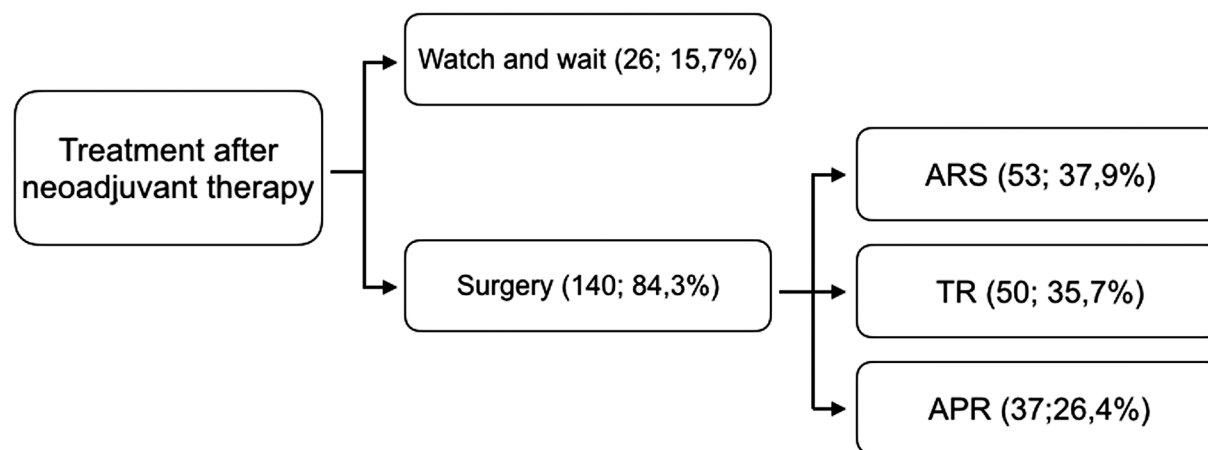 Treatment after
neoadjuvant therapy
Watch and wait (26; 15,7%)
Surgery (140; 84,3%)
ARS (53; 37,9%)
TR (50; 35,7%)
APR (37;26,4%)